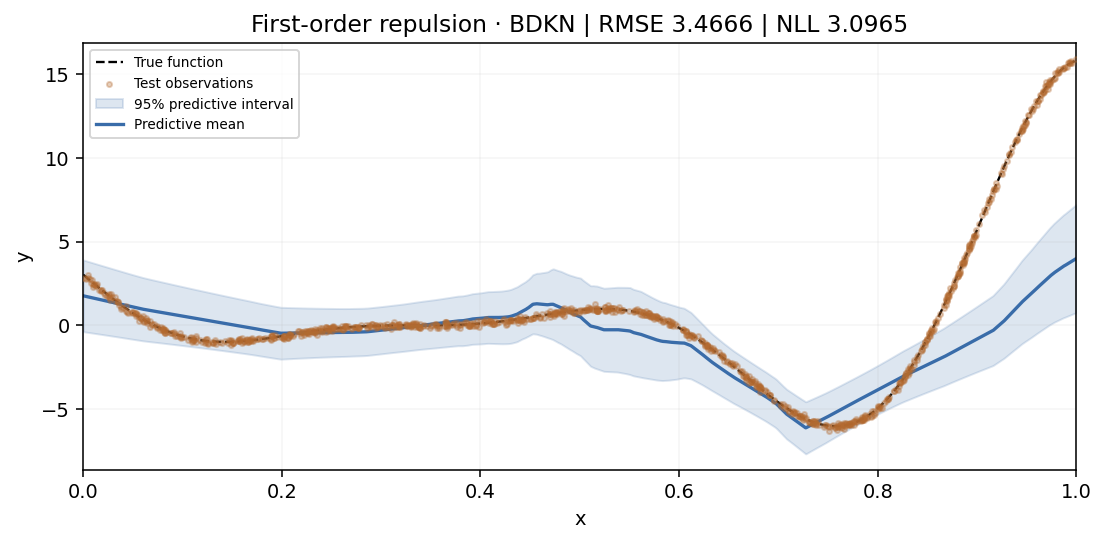 First-order repulsion · BDKN | RMSE 3.4666 | NLL 3.0965
True function
Test observations
95% predictive interval
Predictive mean
15
10
5
0
−5
y
0.0 0.2 0.4 0.6 0.8 1.0
x